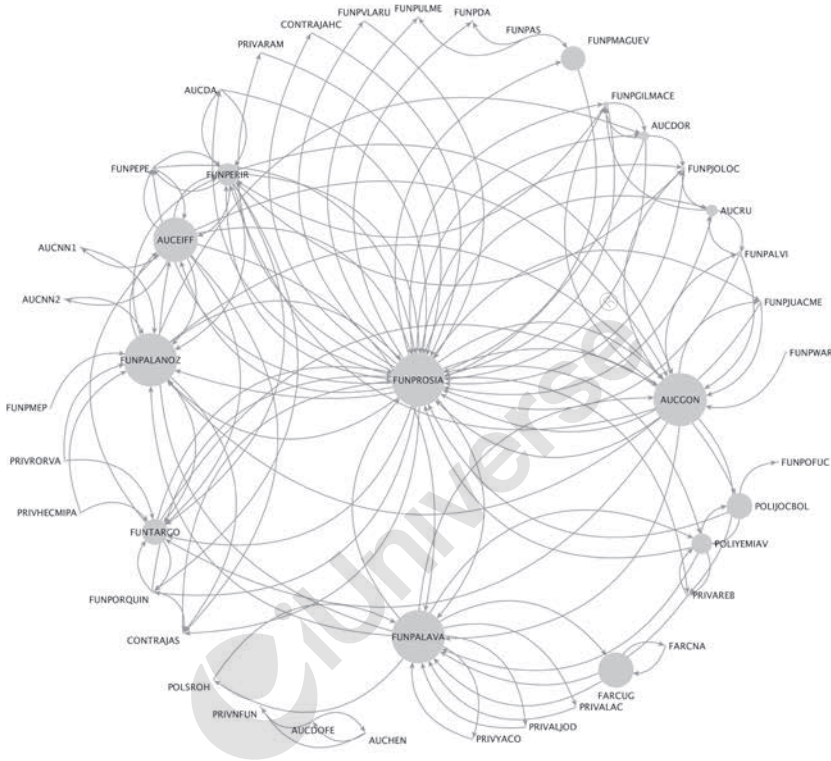 FUNPVLARU
FUNPULME
FUNPDA
FUNPAS
CONTRAJAHC
PRIVARAM
FUNPMAGUEV
AUCDA
FUNPGILMACE
AUCDOR
FUNPEPE
FUNPERIR
FUNPJOLOC
AUCRU
AUCEIFF
AUCNN1
FUNPALVI
AUCNN2
FUNPJUACME
FUNPALANOZ
FUNPWAR
FUNPROSIA
AUCGON
FUNPMEP
PRIVRORVA
FUNPOFUC
PRIVHECMIPA
POLIJOCBOL
FUNTARGO
POLIYEMIAV
FUNPORQUIN
PRIVAREB
CONTRAJAS
FUNPALAVA
FARCNA
POLSROH
FARCUG
PRIVALAC
PRIVNFUN
PRIVALJOD
AUCDOFE
AUCHEN
PRIVYACO
eiUniverse®